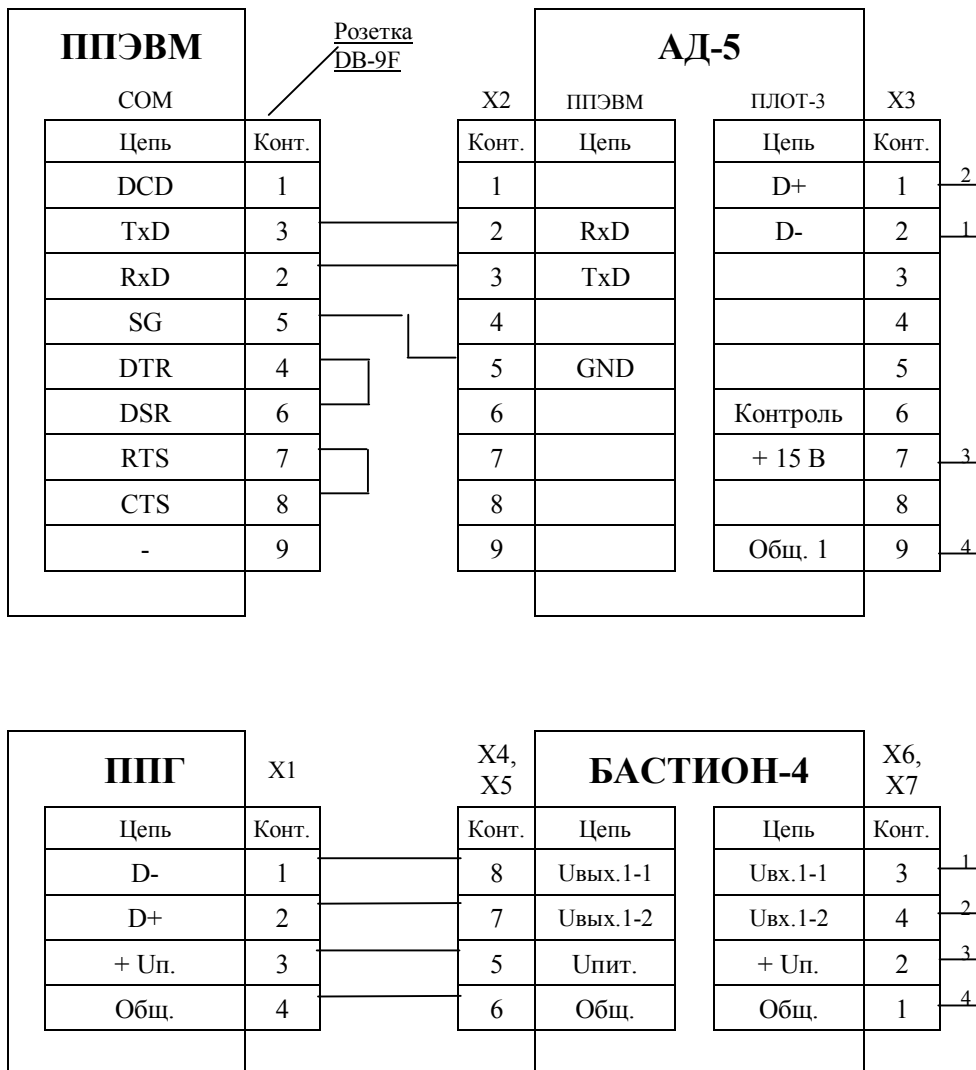 ППЭВМ
Розетка
DB-9F
АД-5
COM
X2 ППЭВМ ПЛОТ-3 X3
Цепь Конт. Конт. Цепь Цепь Конт.
DCD 1 1 D+ 1 2
TxD 3 2 RxD D- 2 1
RxD 2 3 TxD 3
SG 5 4 4
DTR 4 5 GND 5
DSR 6 6 Контроль 6
RTS 7 7 + 15 В 7 3
CTS 8 8 8
- 9 9 Общ. 1 9 4
ППГ X1
X4,
X5
БАСТИОН-4
X6,
X7
Цепь Конт. Конт. Цепь Цепь Конт.
D- 1 8 Uвых.1-1 Uвх.1-1 3 1
D+ 2 7 Uвых.1-2 Uвх.1-2 4 2
+ Uп. 3 5 Uпит. + Uп. 2 3
Общ. 4 6 Общ. Общ. 1 4